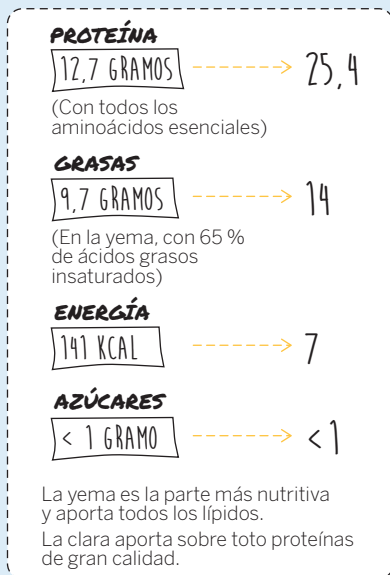 PROTEÍNA
12,7 GRAMOS 25,4
(Con todos los
aminoácidos esenciales)
GRASAS
9,7 GRAMOS 14
(En la yema, con 65 %
de ácidos grasos
insaturados)
ENERGÍA
141 KCAL 7
AZÚCARES
< 1 GRAMO <1
La yema es la parte más nutritiva
y aporta todos los lípidos.
La clara aporta sobre toto proteínas
de gran calidad.